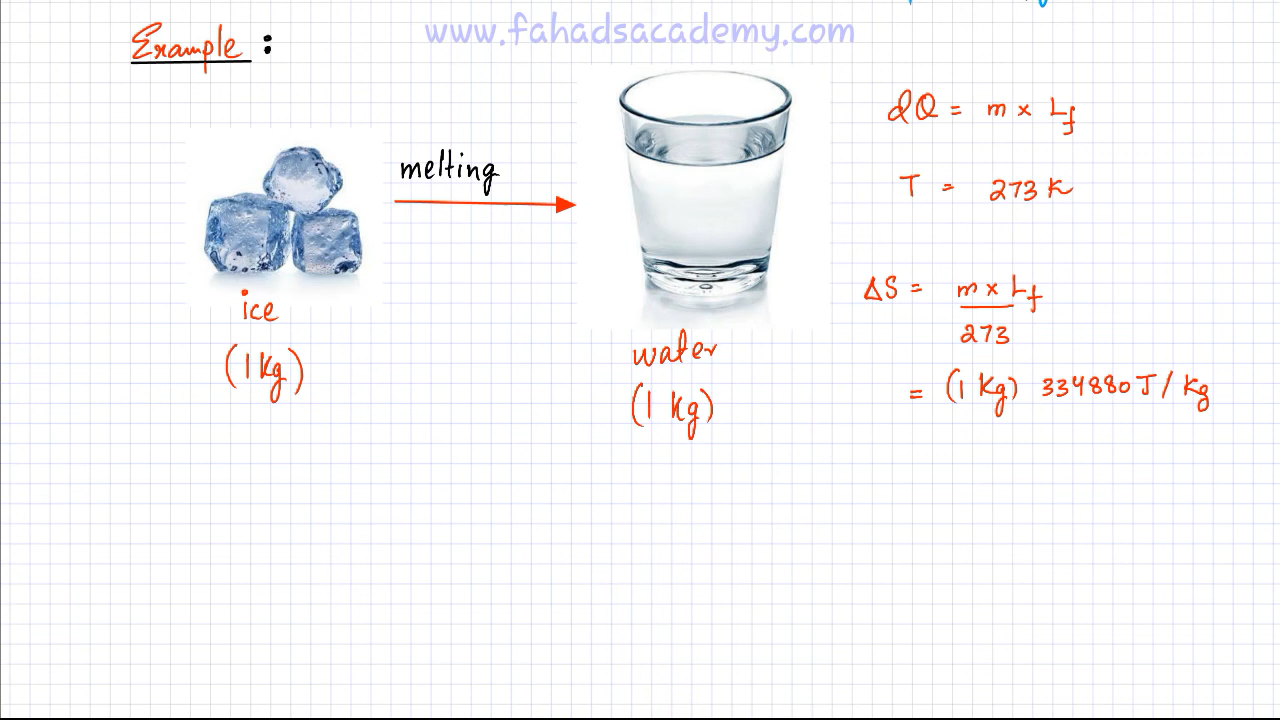 www.fahadsacademy.com
Example :
melting
ice
(1 Kg)
water
(1 Kg)
dQ = m × Lf
T = 273 K
ΔS = m × Lf
273
= (1 Kg) 334880 J / Kg